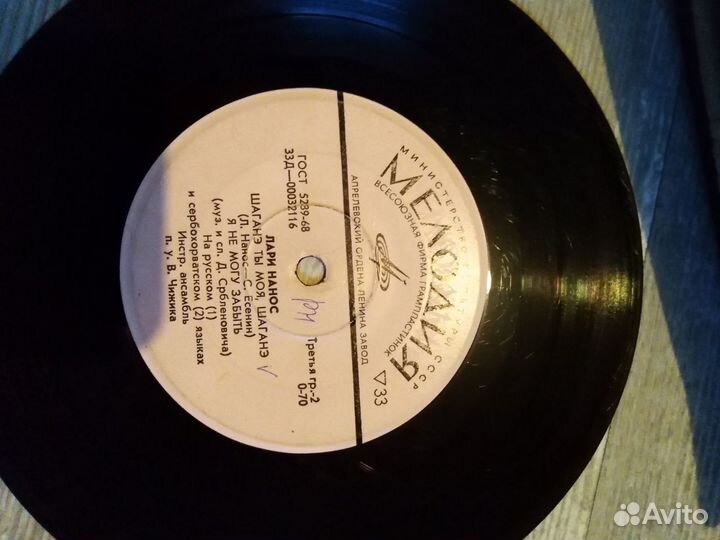 МИНИСТЕРСТВО КУЛЬТУРЫ СССР
МЕЛОДИЯ
ВСЕСОЮЗНАЯ ФИРМА ГРАМПЛАСТИНОК
АПРЕЛЕВСКИЙ ОРДЕНА ЛЕНИНА ЗАВОД
▽ 33
ГОСТ 5289-68
33Д—00032116
Третья гр.-2
0-70
ЛАРИ НАНОС
ШАГАНЭ ТЫ МОЯ, ШАГАНЭ
(Л. Нанос—С. Есенин)
Я НЕ МОГУ ЗАБЫТЬ
(муз. и сл. Д. Србленовича)
На русском (1)
и сербохорватском (2) языках
Инстр. ансамбль
п. у. В. Чижика
Avito